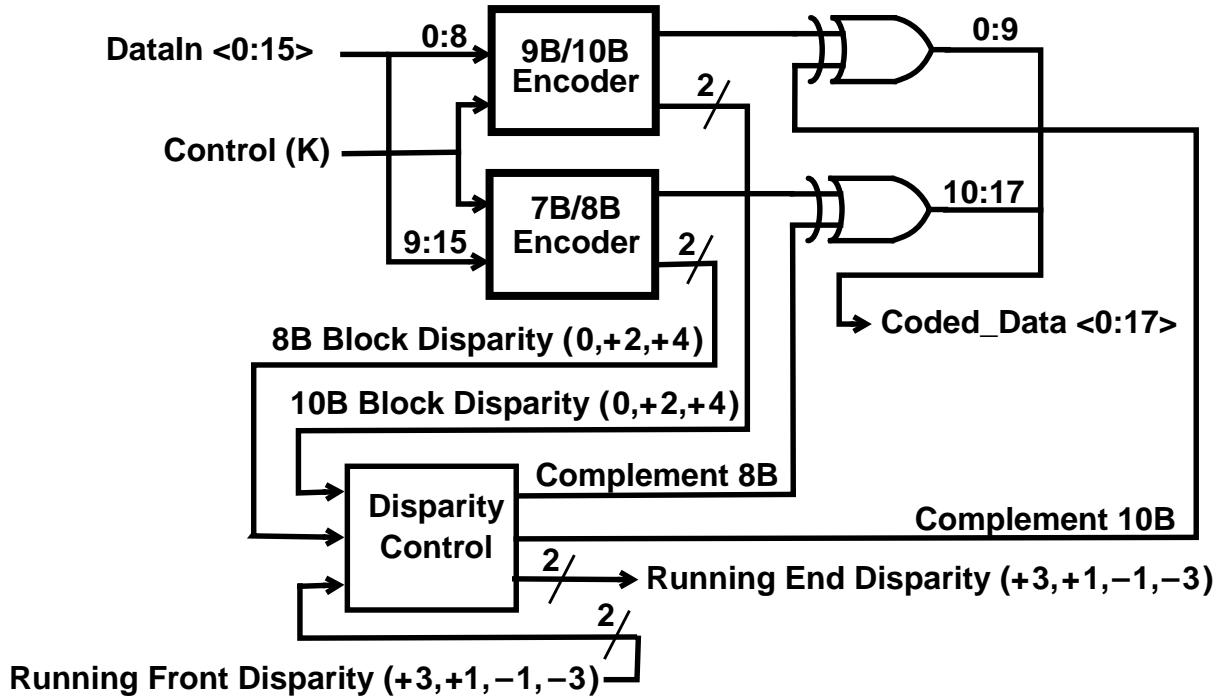 DataIn <0:15>
0:8
9B/10B
Encoder
2
0:9
Control (K)
7B/8B
Encoder
9:15
2
10:17
Coded_Data <0:17>
8B Block Disparity (0,+2,+4)
10B Block Disparity (0,+2,+4)
Disparity
Control
Complement 8B
Complement 10B
2
Running End Disparity (+3,+1,−1,−3)
2
Running Front Disparity (+3,+1,−1,−3)